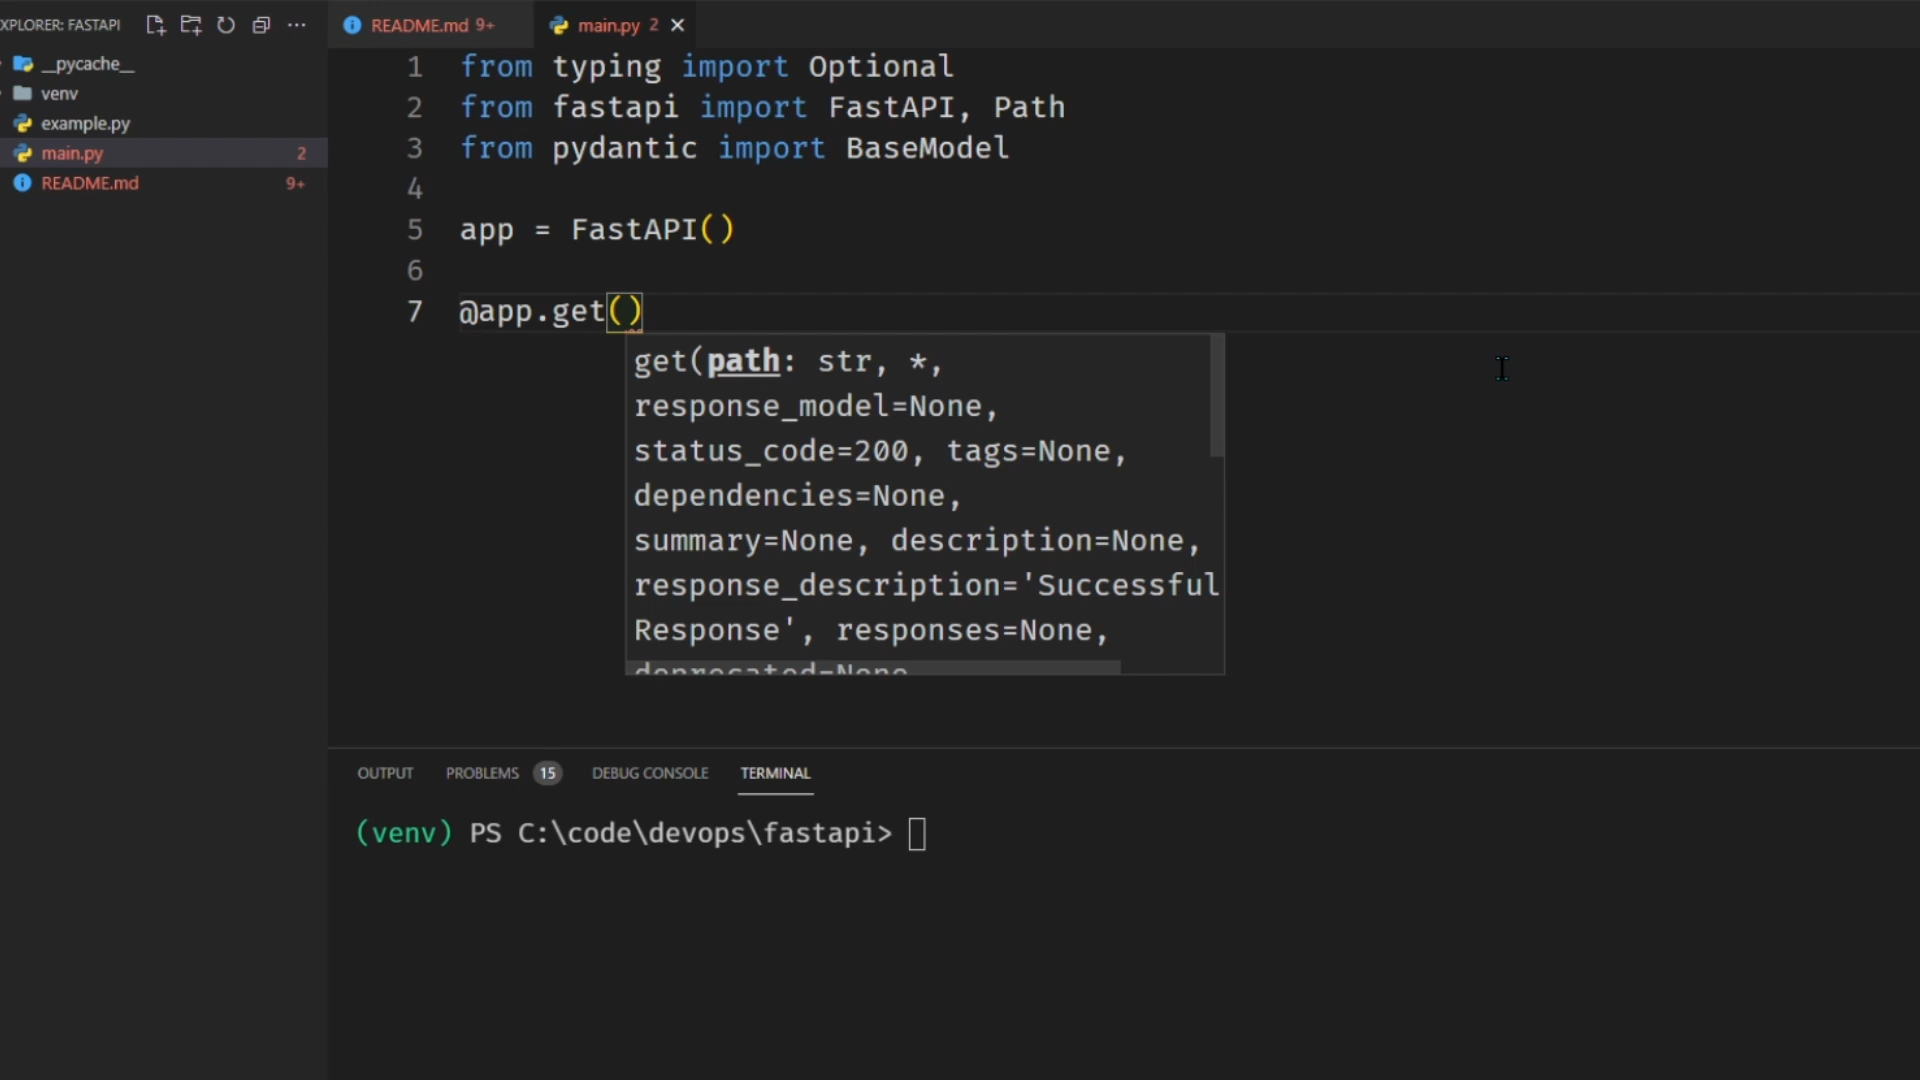 XPLORER: FASTAPI
__pycache__
venv
example.py
main.py 2
README.md 9+
README.md 9+ main.py 2
1 from typing import Optional
2 from fastapi import FastAPI, Path
3 from pydantic import BaseModel
4
5 app = FastAPI()
6
7 @app.get()
get(path: str, *,
response_model=None,
status_code=200, tags=None,
dependencies=None,
summary=None, description=None,
response_description='Successful
Response', responses=None,
deprecated=None
OUTPUT PROBLEMS 15 DEBUG CONSOLE TERMINAL
(venv) PS C:\code\devops\fastapi>